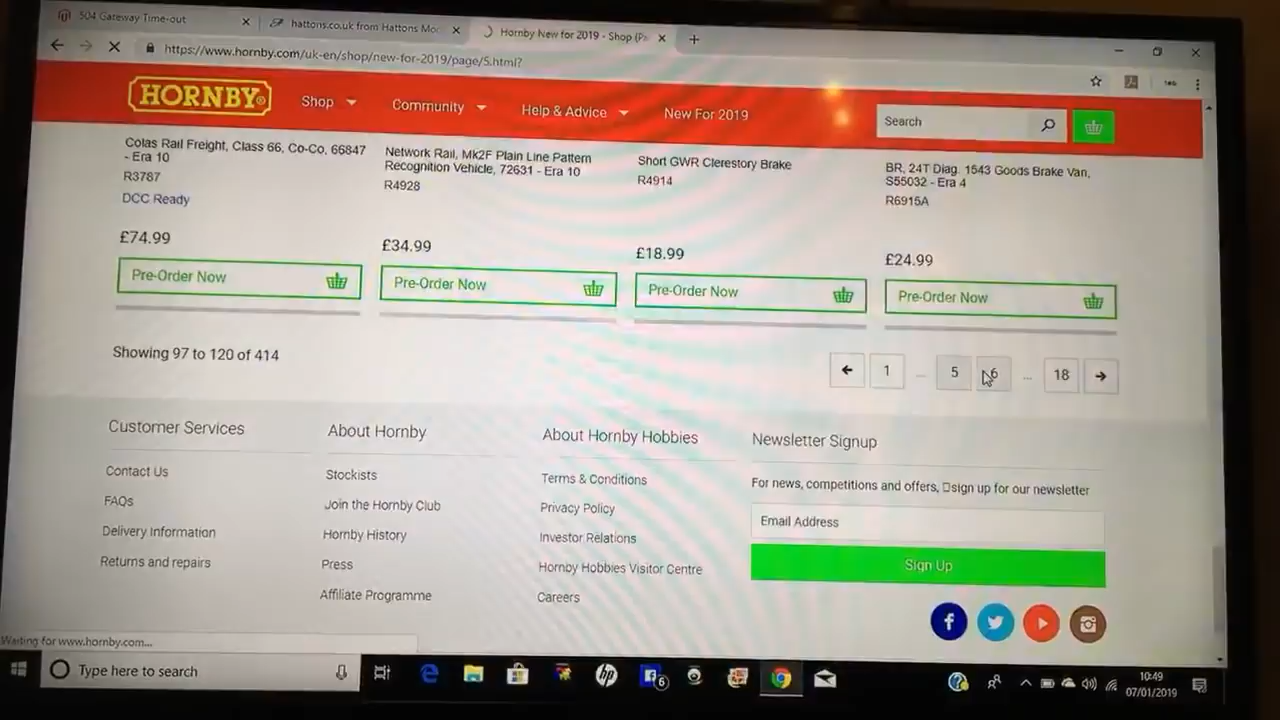 504 Gateway Time-out
hattons.co.uk from Hattons Mo
Hornby New for 2019 - Shop (Pa
https://www.hornby.com/uk-en/shop/new-for-2019/page/5.html?
HORNBY®
Shop
Community
Help & Advice
New For 2019
Search
Colas Rail Freight, Class 66, Co-Co, 66847
- Era 10
R3787
DCC Ready
£74.99
Pre-Order Now
Network Rail, Mk2F Plain Line Pattern
Recognition Vehicle, 72631 - Era 10
R4928
£34.99
Pre-Order Now
Short GWR Clerestory Brake
R4914
£18.99
Pre-Order Now
BR, 24T Diag. 1543 Goods Brake Van,
S55032 - Era 4
R6915A
£24.99
Pre-Order Now
Showing 97 to 120 of 414
1 ... 5 6 ... 18
Customer Services
Contact Us
FAQs
Delivery Information
Returns and repairs
About Hornby
Stockists
Join the Hornby Club
Hornby History
Press
Affiliate Programme
About Hornby Hobbies
Terms & Conditions
Privacy Policy
Investor Relations
Hornby Hobbies Visitor Centre
Careers
Newsletter Signup
For news, competitions and offers, sign up for our newsletter
Email Address
Sign Up
Waiting for www.hornby.com...
Type here to search
hp
6
10:49
07/01/2019